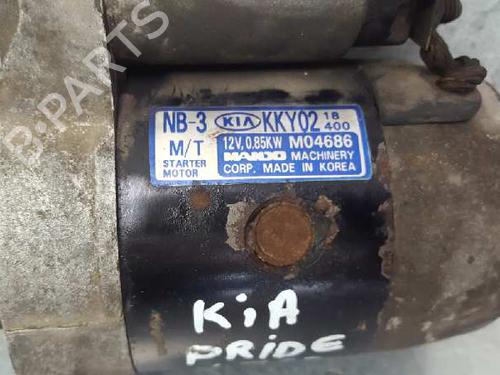 NB-3 KIA KKY02 18 400
M/T 12V, 0.85KW M04686
STARTER MANDO MACHINERY
MOTOR CORP. MADE IN KOREA
KiA
PRIDE
B-Parts